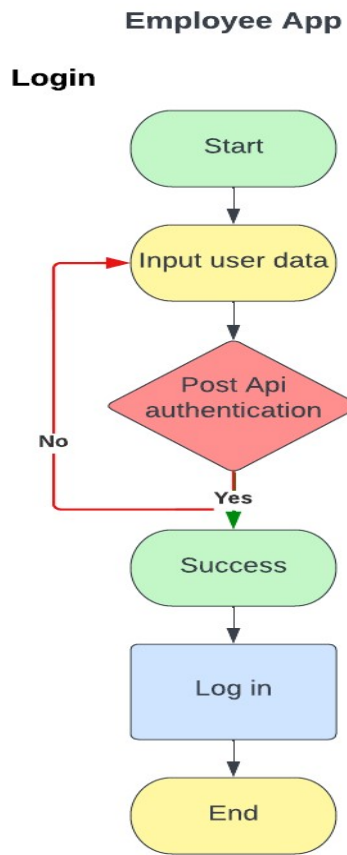 Employee App
Login
Start
Input user data
Post Api
authentication
No
Yes
Success
Log in
End